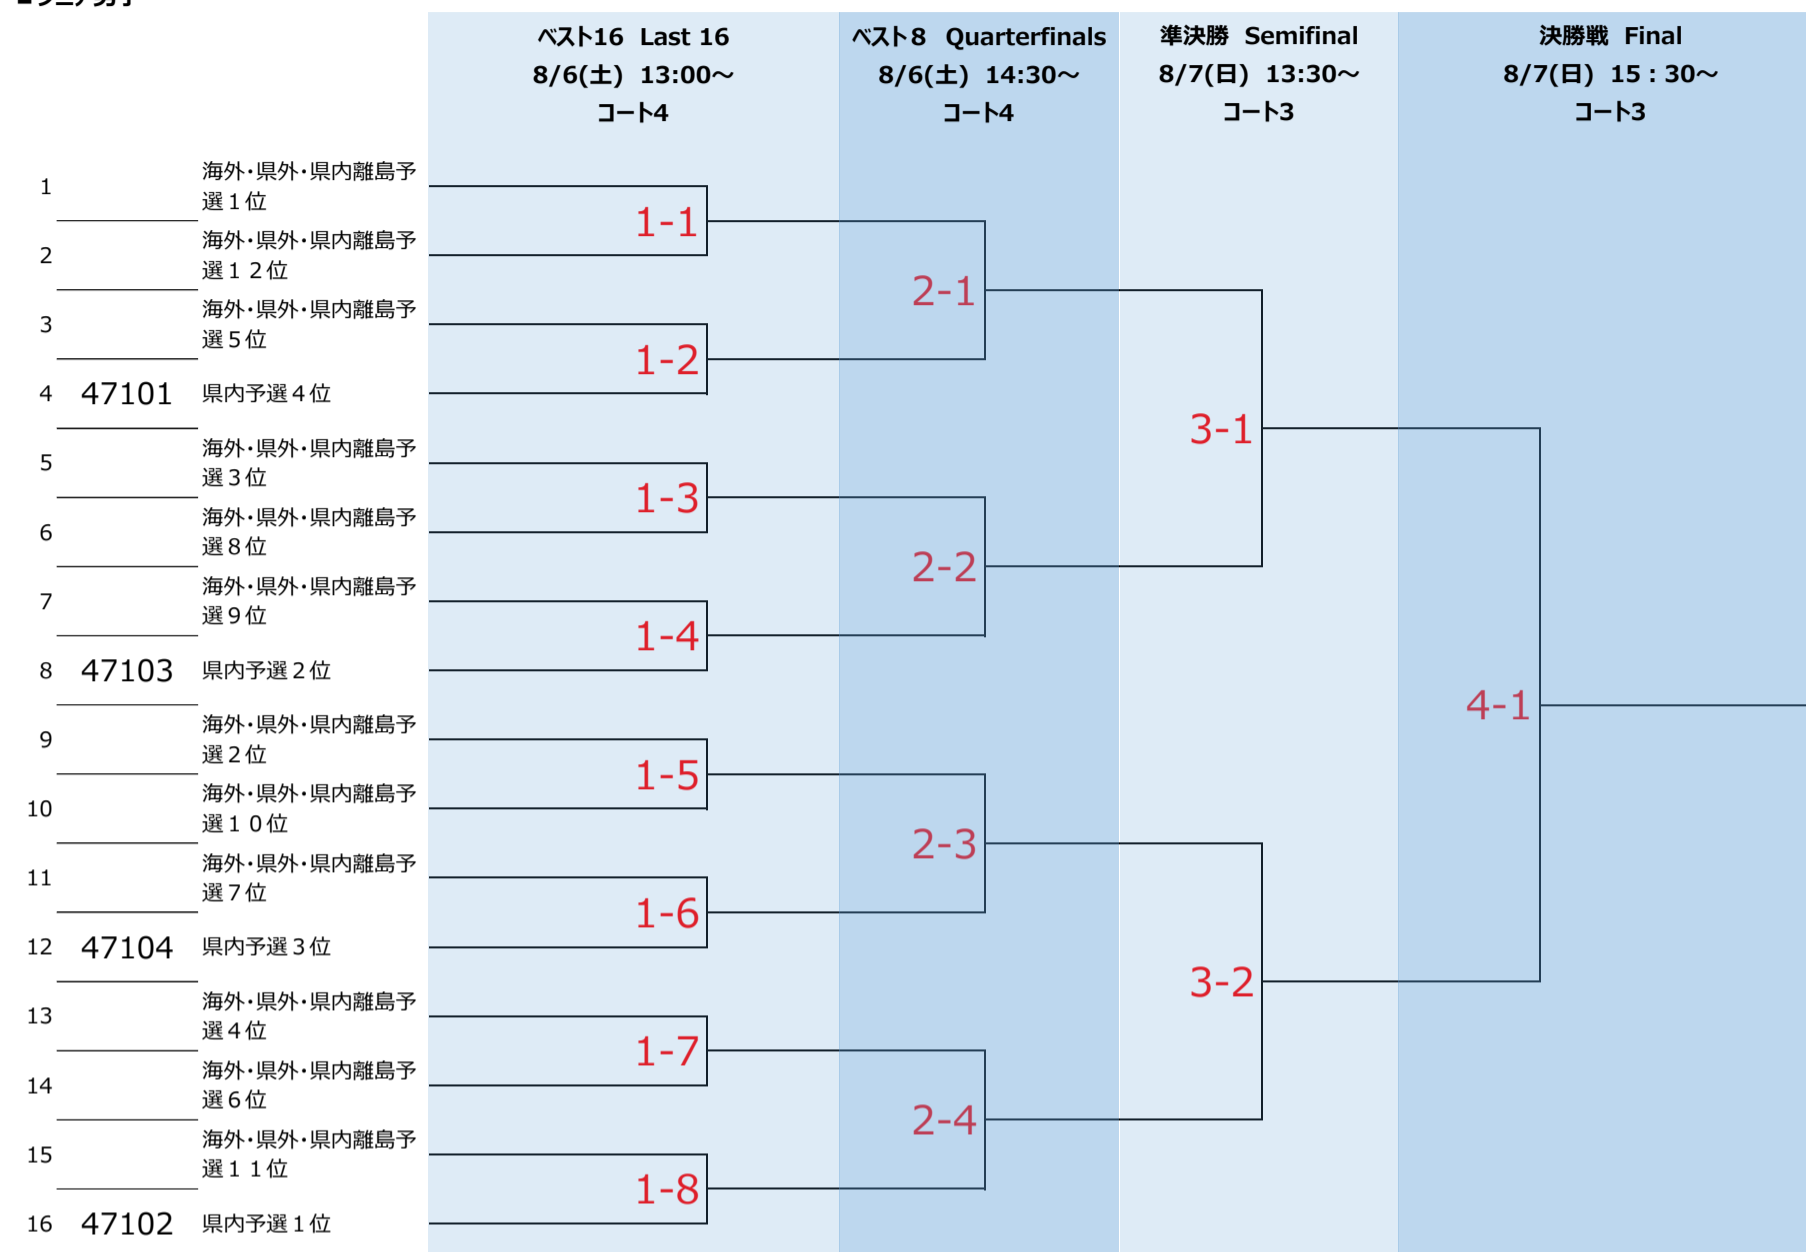 ベスト16 Last 16
8/6(土) 13:00～
コート4
ベスト8 Quarterfinals
8/6(土) 14:30～
コート4
準決勝 Semifinal
8/7(日) 13:30～
コート3
決勝戦 Final
8/7(日) 15：30～
コート3
1 海外・県外・県内離島予
選１位
1-1
2 海外・県外・県内離島予
選１２位
2-1
3 海外・県外・県内離島予
選５位
1-2
4 47101 県内予選４位
3-1
5 海外・県外・県内離島予
選３位
1-3
6 海外・県外・県内離島予
選８位
2-2
7 海外・県外・県内離島予
選９位
1-4
8 47103 県内予選２位
4-1
9 海外・県外・県内離島予
選２位
1-5
10 海外・県外・県内離島予
選１０位
2-3
11 海外・県外・県内離島予
選７位
1-6
12 47104 県内予選３位
3-2
13 海外・県外・県内離島予
選４位
1-7
14 海外・県外・県内離島予
選６位
2-4
15 海外・県外・県内離島予
選１１位
1-8
16 47102 県内予選１位